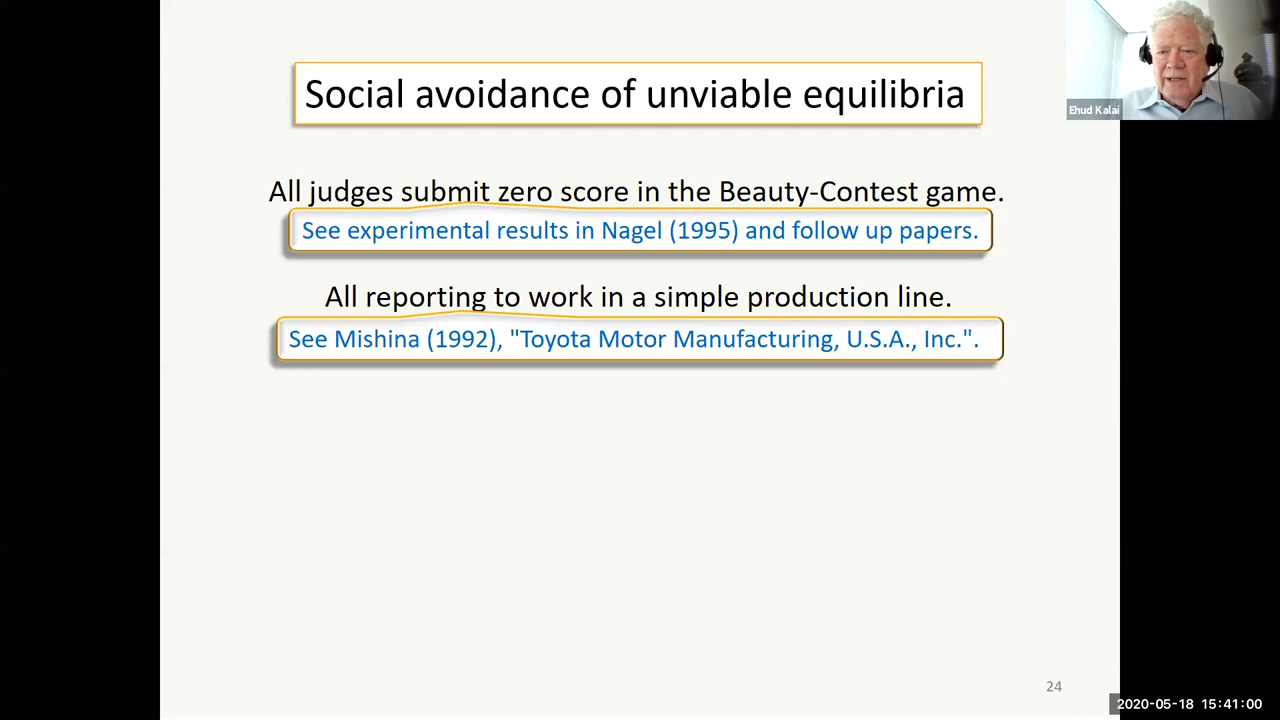 Social avoidance of unviable equilibria
Ehud Kalai
All judges submit zero score in the Beauty-Contest game.
See experimental results in Nagel (1995) and follow up papers.
All reporting to work in a simple production line.
See Mishina (1992), "Toyota Motor Manufacturing, U.S.A., Inc.".
24
2020-05-18 15:41:00